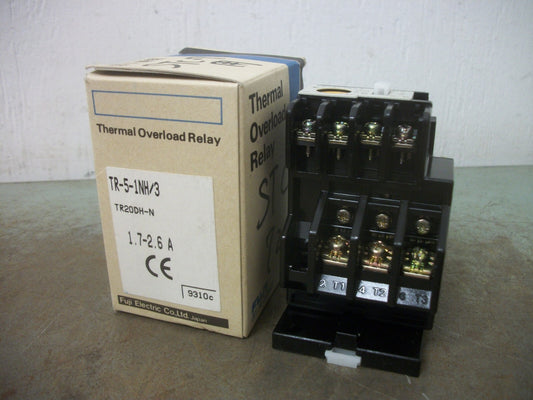 Thermal Overload Relay
TR-5-1NH/3
TR20DH-N
1.7-2.6 A
CE
9310c
Fuji Electric Co.,Ltd. Japan
Thermal
Overload
Relay
2 T1
4 T2
6 T3